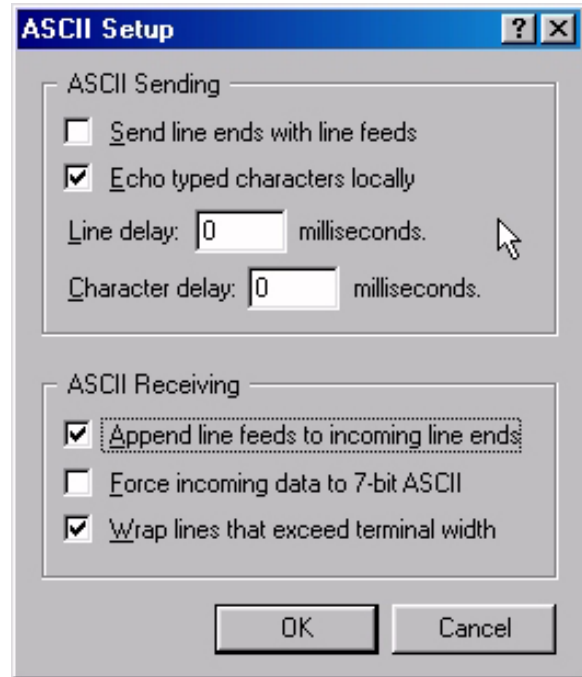 ASCII Setup
ASCII Sending
Send line ends with line feeds
Echo typed characters locally
Line delay: 0 milliseconds.
Character delay: 0 milliseconds.
ASCII Receiving
Append line feeds to incoming line ends
Force incoming data to 7-bit ASCII
Wrap lines that exceed terminal width
OK Cancel